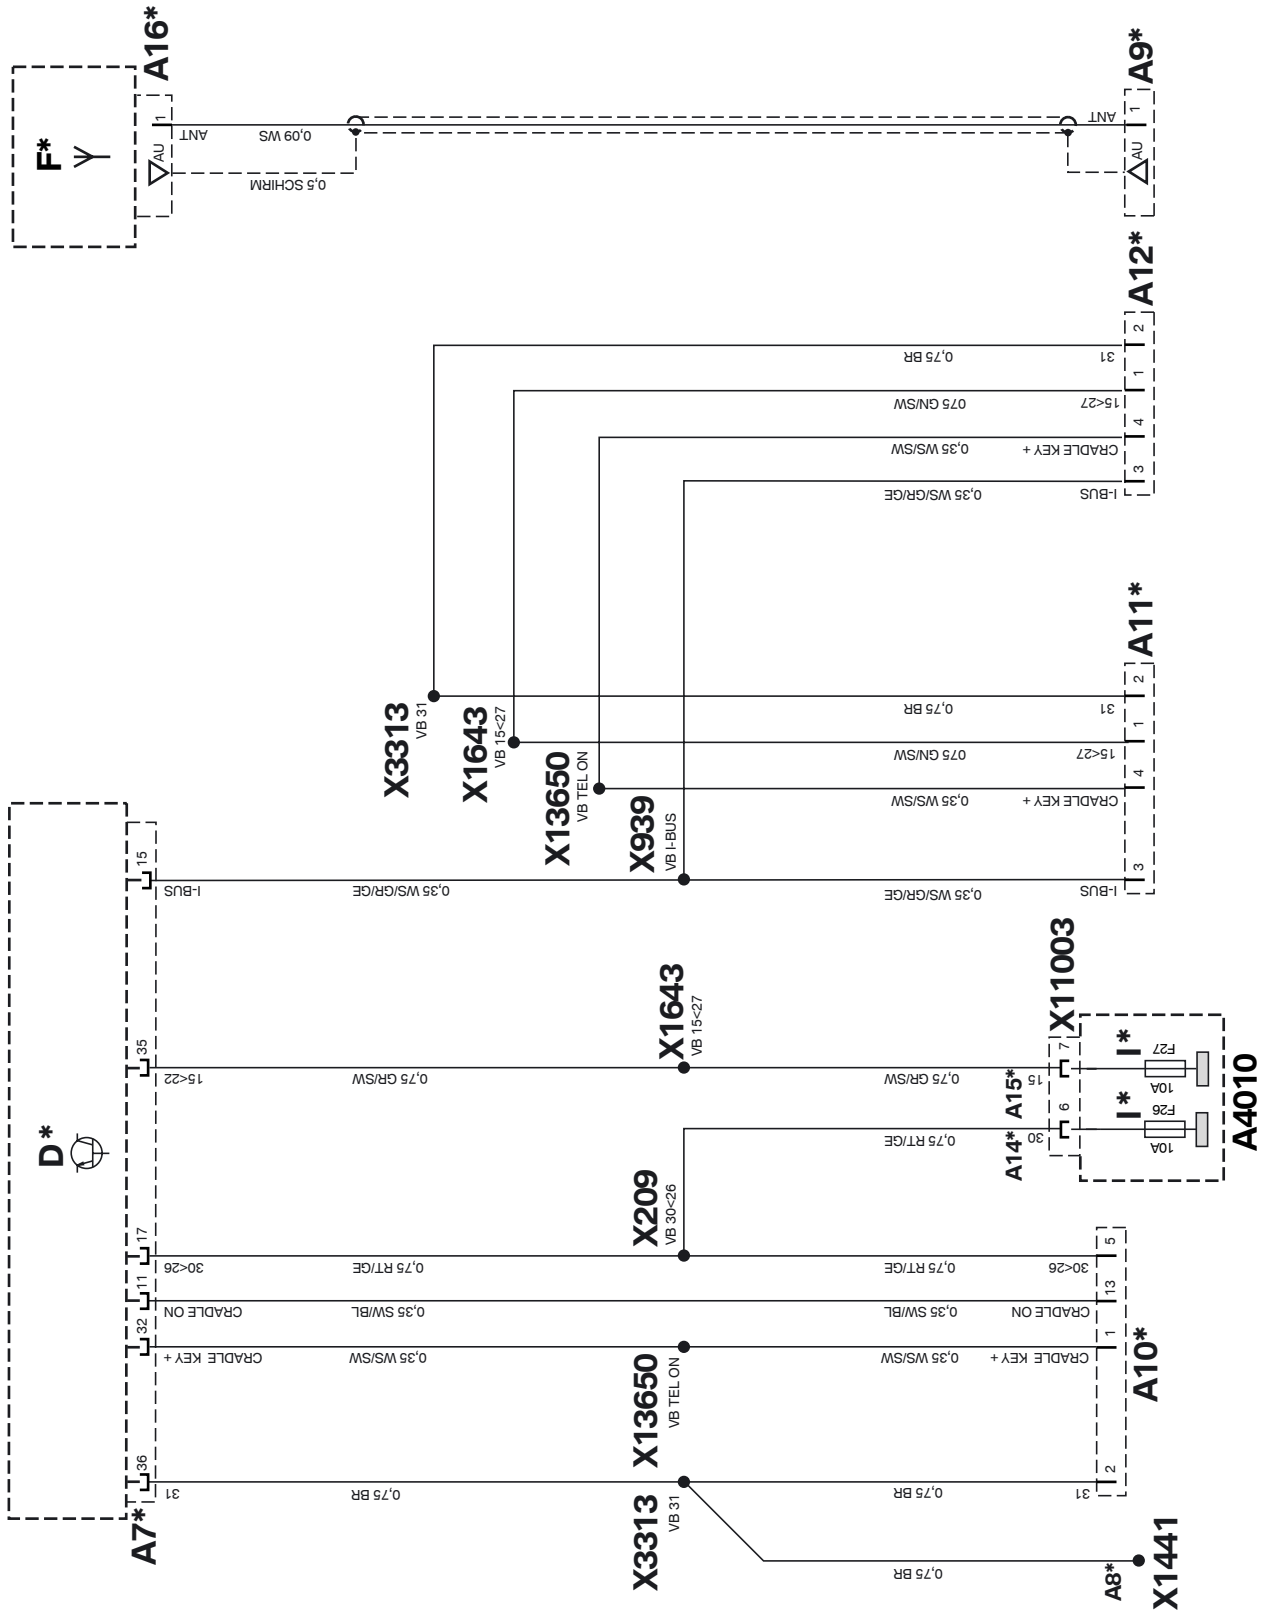 F*
A16*
1
AU
ANT
0,09 WS
0,5 SCHIRM
ANT
1
AU
A9*
A12*
2
1
4
3
31
15<27
CRADLE KEY +
I-BUS
0,75 BR
075 GN/SW
0,35 WS/SW
0,35 WS/GR/GE
A11*
2
1
4
3
31
15<27
CRADLE KEY +
I-BUS
0,75 BR
075 GN/SW
0,35 WS/SW
0,35 WS/GR/GE
X3313
VB 31
X1643
VB 15<27
X13650
VB TEL ON
X939
VB I-BUS
D*
A7*
15
I-BUS
0,35 WS/GR/GE
35
15<22
0,75 GR/SW
X1643
VB 15<27
0,75 GR/SW
X11003
A15*
15
7
A14*
30
6
I*
F27
10A
I*
F26
10A
A4010
0,75 RT/GE
X209
VB 30<26
17
30<26
0,75 RT/GE
0,75 RT/GE
30<26
5
11
CRADLE ON
0,35 SW/BL
0,35 SW/BL
CRADLE ON
13
32
CRADLE KEY +
0,35 WS/SW
X13650
VB TEL ON
0,35 WS/SW
CRADLE KEY +
1
A10*
36
31
0,75 BR
X3313
VB 31
0,75 BR
31
2
0,75 BR
A8*
X1441